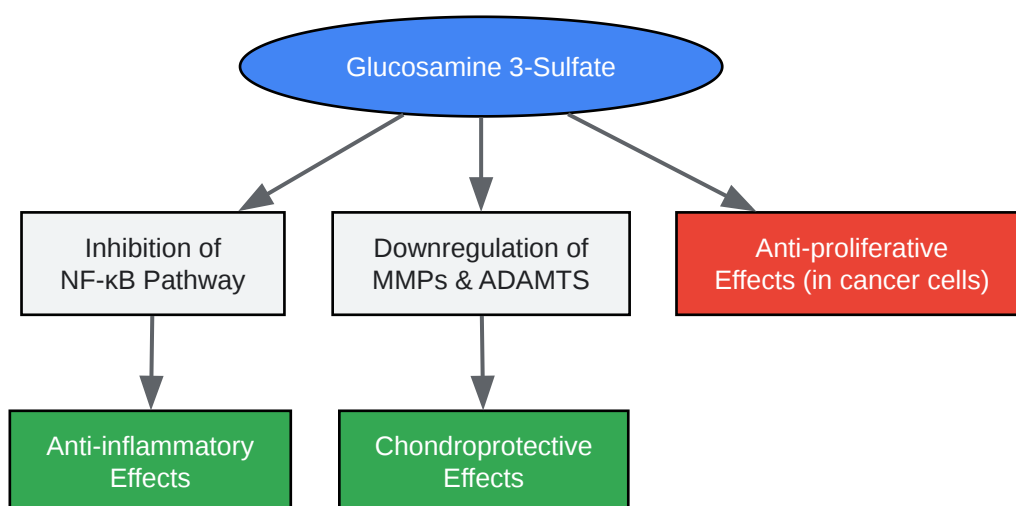 Glucosamine 3-Sulfate
Inhibition of
NF-κB Pathway
Downregulation of
MMPs & ADAMTS
Anti-proliferative
Effects (in cancer cells)
Anti-inflammatory
Effects
Chondroprotective
Effects